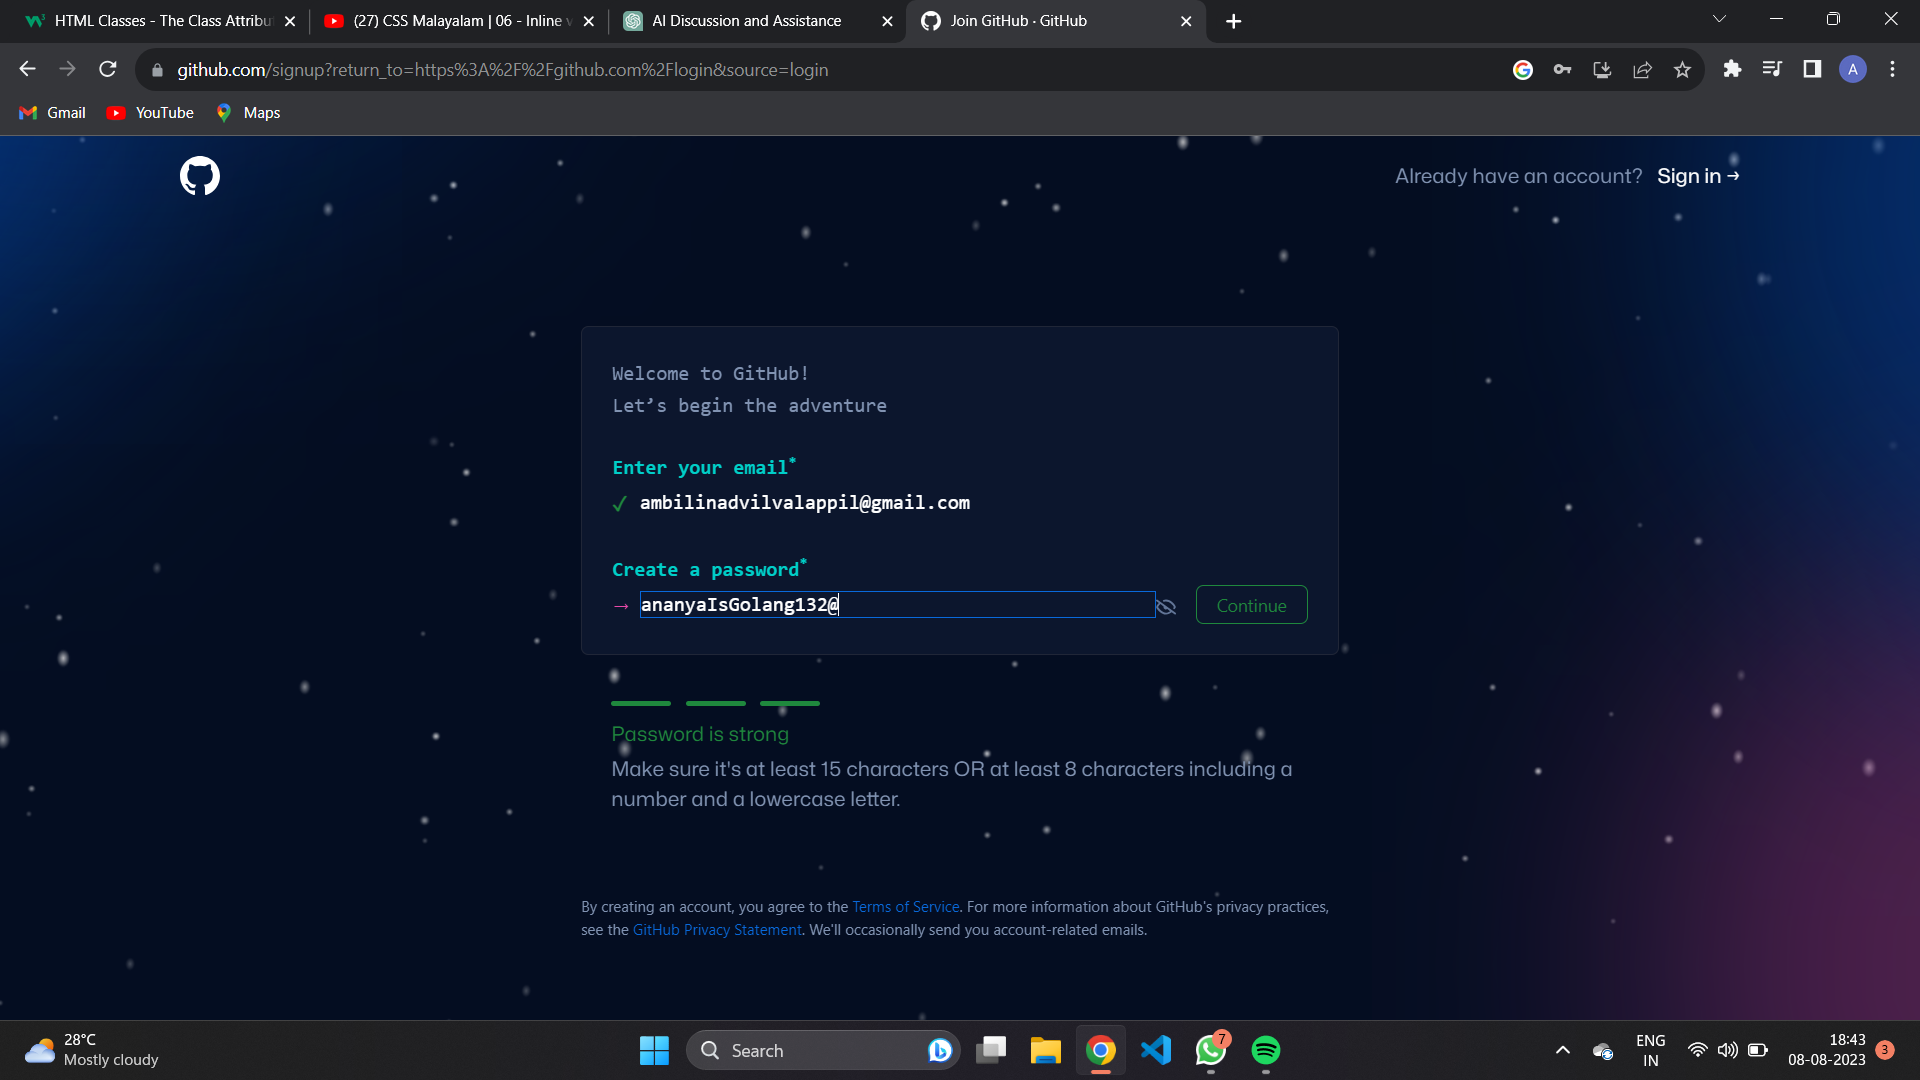 HTML Classes - The Class Attribu
(27) CSS Malayalam | 06 - Inline v
AI Discussion and Assistance
Join GitHub · GitHub
github.com/signup?return_to=https%3A%2F%2Fgithub.com%2Flogin&source=login
A
Gmail
YouTube
Maps
Already have an account? Sign in →
Welcome to GitHub!
Let’s begin the adventure
Enter your email*
✓ ambilinadvilvalappil@gmail.com
Create a password*
→ ananyaIsGolang132@
Continue
Password is strong
Make sure it's at least 15 characters OR at least 8 characters including a
number and a lowercase letter.
By creating an account, you agree to the Terms of Service. For more information about GitHub's privacy practices,
see the GitHub Privacy Statement. We'll occasionally send you account-related emails.
28°C
Mostly cloudy
Search
7
ENG
IN
18:43
08-08-2023
3